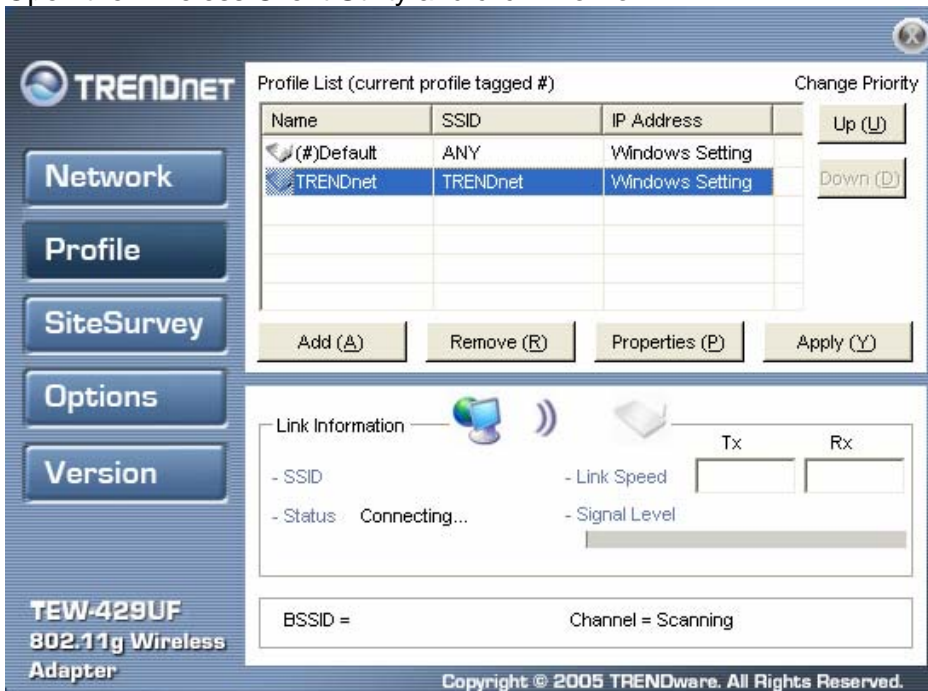 TRENDNET
Network
Profile
SiteSurvey
Options
Version
TEW-429UF
802.11g Wireless
Adapter
Profile List (current profile tagged #)
Change Priority
Name SSID IP Address
(#)Default ANY Windows Setting
TRENDnet TRENDnet Windows Setting
Up (U)
Down (D)
Add (A) Remove (R) Properties (P) Apply (Y)
Link Information
Tx Rx
- SSID - Link Speed
- Status Connecting... - Signal Level
BSSID = Channel = Scanning
Copyright © 2005 TRENDware. All Rights Reserved.